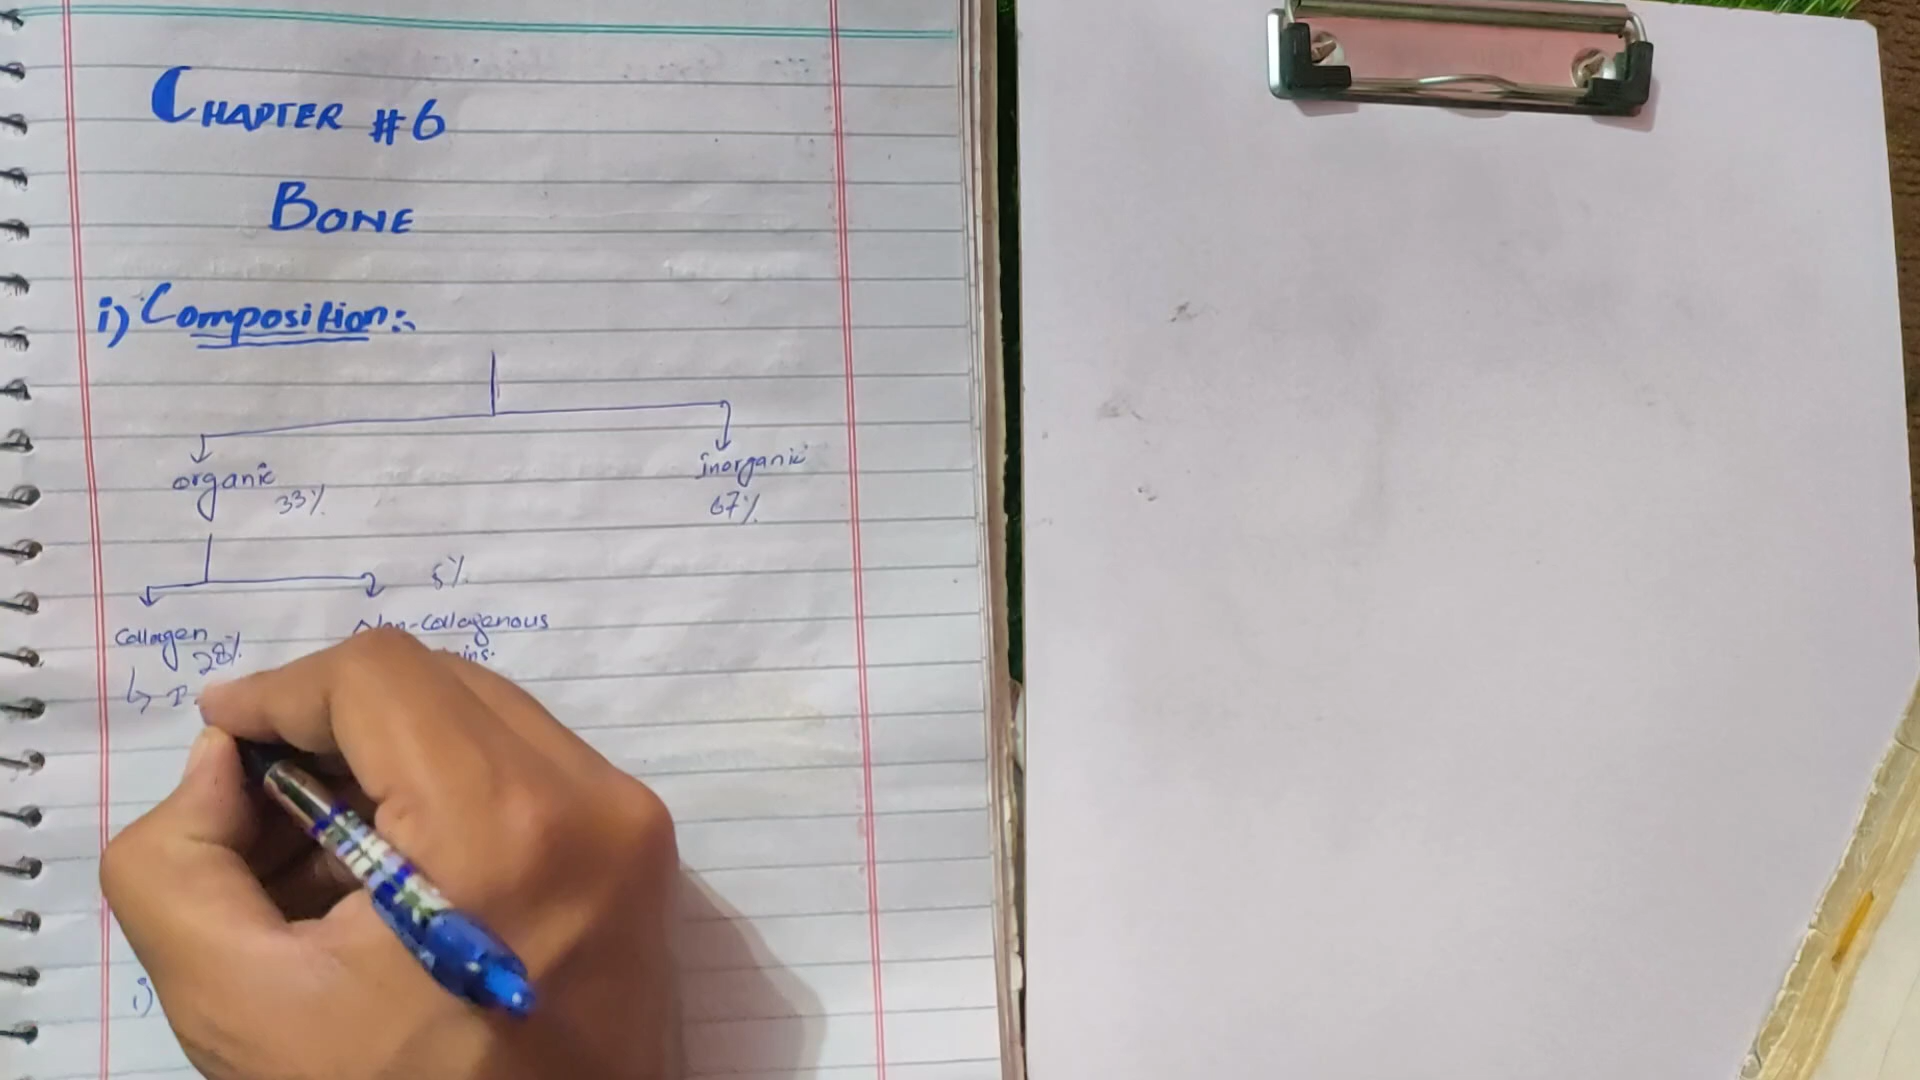 CHAPTER #6
BONE
i) Composition:-
organic
33%
inorganic
67%
5%
Collagen
28%
Non-collagenous
i)